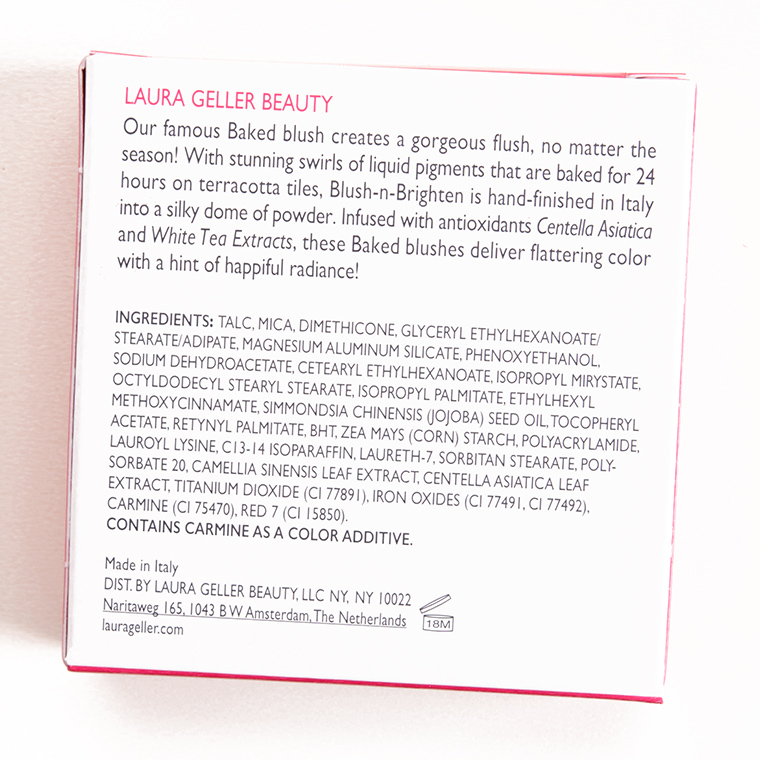 LAURA GELLER BEAUTY
Our famous Baked blush creates a gorgeous flush, no matter the
season! With stunning swirls of liquid pigments that are baked for 24
hours on terracotta tiles, Blush-n-Brighten is hand-finished in Italy
into a silky dome of powder. Infused with antioxidants Centella Asiatica
and White Tea Extracts, these Baked blushes deliver flattering color
with a hint of happiful radiance!
INGREDIENTS: TALC, MICA, DIMETHICONE, GLYCERYL ETHYLHEXANOATE/
STEARATE/ADIPATE, MAGNESIUM ALUMINUM SILICATE, PHENOXYETHANOL,
SODIUM DEHYDROACETATE, CETEARYL ETHYLHEXANOATE, ISOPROPYL MIRYSTATE,
OCTYLDODECYL STEARYL STEARATE, ISOPROPYL PALMITATE, ETHYLHEXYL
METHOXYCINNAMATE, SIMMONDSIA CHINENSIS (JOJOBA) SEED OIL, TOCOPHERYL
ACETATE, RETYNYL PALMITATE, BHT, ZEA MAYS (CORN) STARCH, POLYACRYLAMIDE,
LAUROYL LYSINE, C13-14 ISOPARAFFIN, LAURETH-7, SORBITAN STEARATE, POLY-
SORBATE 20, CAMELLIA SINENSIS LEAF EXTRACT, CENTELLA ASIATICA LEAF
EXTRACT, TITANIUM DIOXIDE (CI 77891), IRON OXIDES (CI 77491, CI 77492),
CARMINE (CI 75470), RED 7 (CI 15850).
CONTAINS CARMINE AS A COLOR ADDITIVE.
Made in Italy
DIST. BY LAURA GELLER BEAUTY, LLC NY, NY 10022
Naritaweg 165, 1043 B W Amsterdam, The Netherlands
laurageller.com
18M